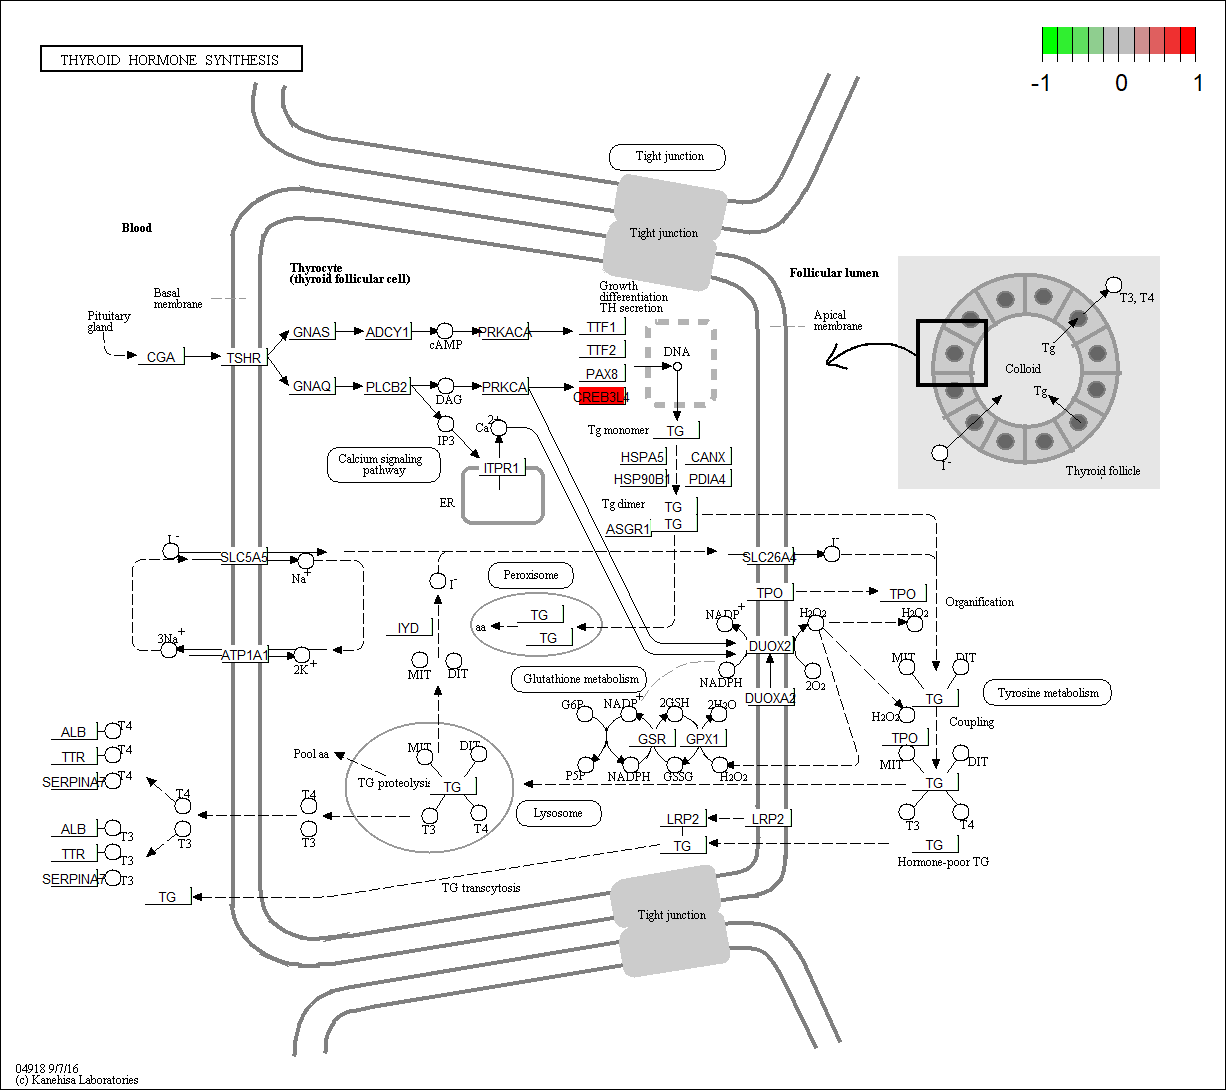 THYROID HORMONE SYNTHESIS
-1 0 1
Tight junction
Tight junction
Blood
Thyrocyte
(thyroid follicular cell)
Follicular lumen
Basal
membrane
Pituitary
gland
Growth
differentiation
TH secretion
Apical
membrane
CGA
TSHR
GNAS
ADCY1
cAMP
PRKACA
TTF1
TTF2
PAX8
CREB3L4
DNA
GNAQ
PLCB2
DAG
PRKCA
IP3
Ca2+
Calcium signaling
pathway
ITPR1
ER
Tg monomer
TG
HSPA5
CANX
HSP90B1
PDIA4
Tg dimer
TG
TG
ASGR1
T3, T4
Tg
Colloid
Tg
I-
Thyroid follicle
I-
SLC5A5
Na+
3Na+
ATP1A1
2K+
I-
IYD
MIT
DIT
Peroxisome
TG
TG
aa
SLC26A4
I-
TPO
TPO
Organification
NADP+
H2O2
H2O2
DUOX2
NADPH
2O2
DUOXA2
Glutathione metabolism
G6P
NADP+
2GSH
2H2O
GSR
GPX1
P5P
NADPH
GSSG
H2O2
MIT
DIT
TG
Tyrosine metabolism
H2O2
Coupling
TPO
MIT
DIT
TG
T3
T4
TG
Hormone-poor TG
ALB
T4
TTR
T4
SERPINA7
T4
ALB
T3
TTR
T3
SERPINA7
T3
T4
T3
T4
T3
Pool aa
MIT
DIT
TG proteolysis
TG
T3
T4
Lysosome
LRP2
LRP2
TG
TG transcytosis
TG
Tight junction
04918 9/7/16
(c) Kanehisa Laboratories